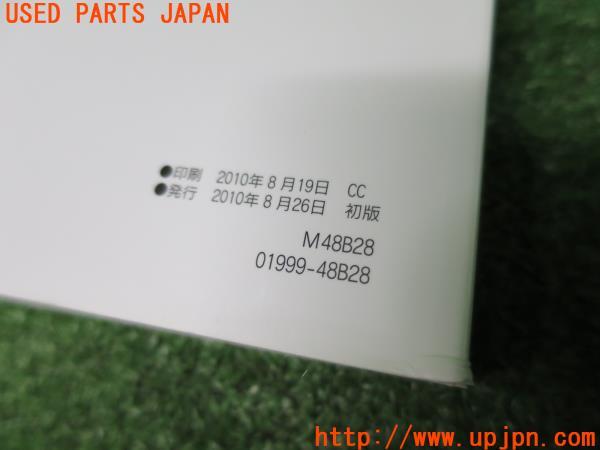 USED PARTS JAPAN
●印刷 2010年8月19日 CC
●発行 2010年8月26日 初版
M48B28
01999-48B28
http://www.upjpn.com